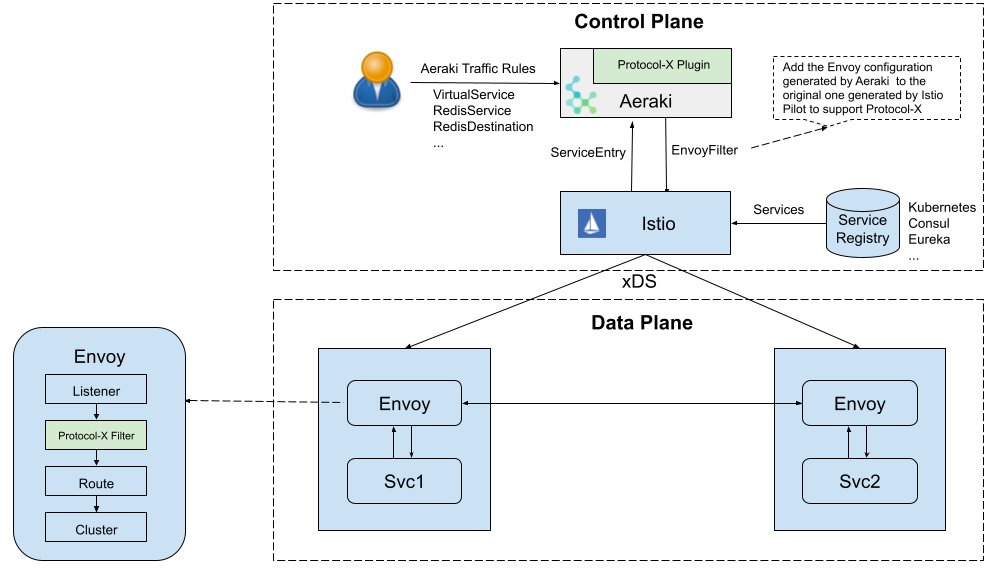 Control Plane
Aeraki Traffic Rules
VirtualService
RedisService
RedisDestination
...
Protocol-X Plugin
Aeraki
Add the Envoy configuration
generated by Aeraki to the
original one generated by Istio
Pilot to support Protocol-X
ServiceEntry
EnvoyFilter
Istio
Services
Service
Registry
Kubernetes
Consul
Eureka
...
xDS
Data Plane
Envoy
Listener
Protocol-X Filter
Route
Cluster
Envoy
Svc1
Envoy
Svc2